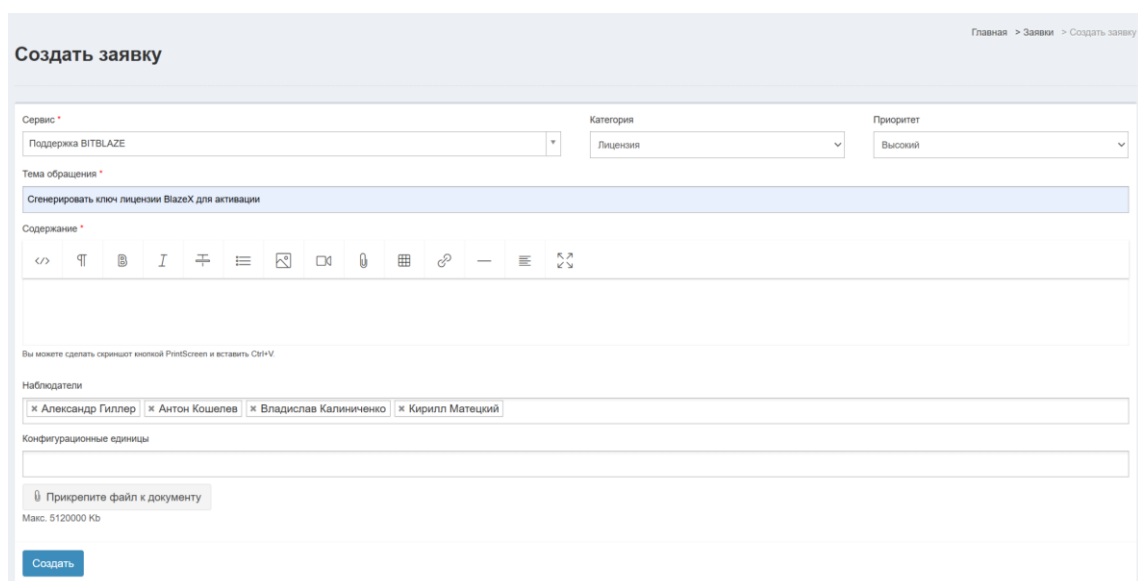 Главная > Заявки > Создать заявку
Создать заявку
Сервис *
Категория
Приоритет
Поддержка BITBLAZE
Лицензия
Высокий
Тема обращения *
Сгенерировать ключ лицензии BlazeX для активации
Содержание *
Вы можете сделать скриншот кнопкой PrintScreen и вставить Ctrl+V.
Наблюдатели
× Александр Гиллер × Антон Кошелев × Владислав Калиниченко × Кирилл Матецкий
Конфигурационные единицы
Прикрепите файл к документу
Макс. 5120000 Kb
Создать